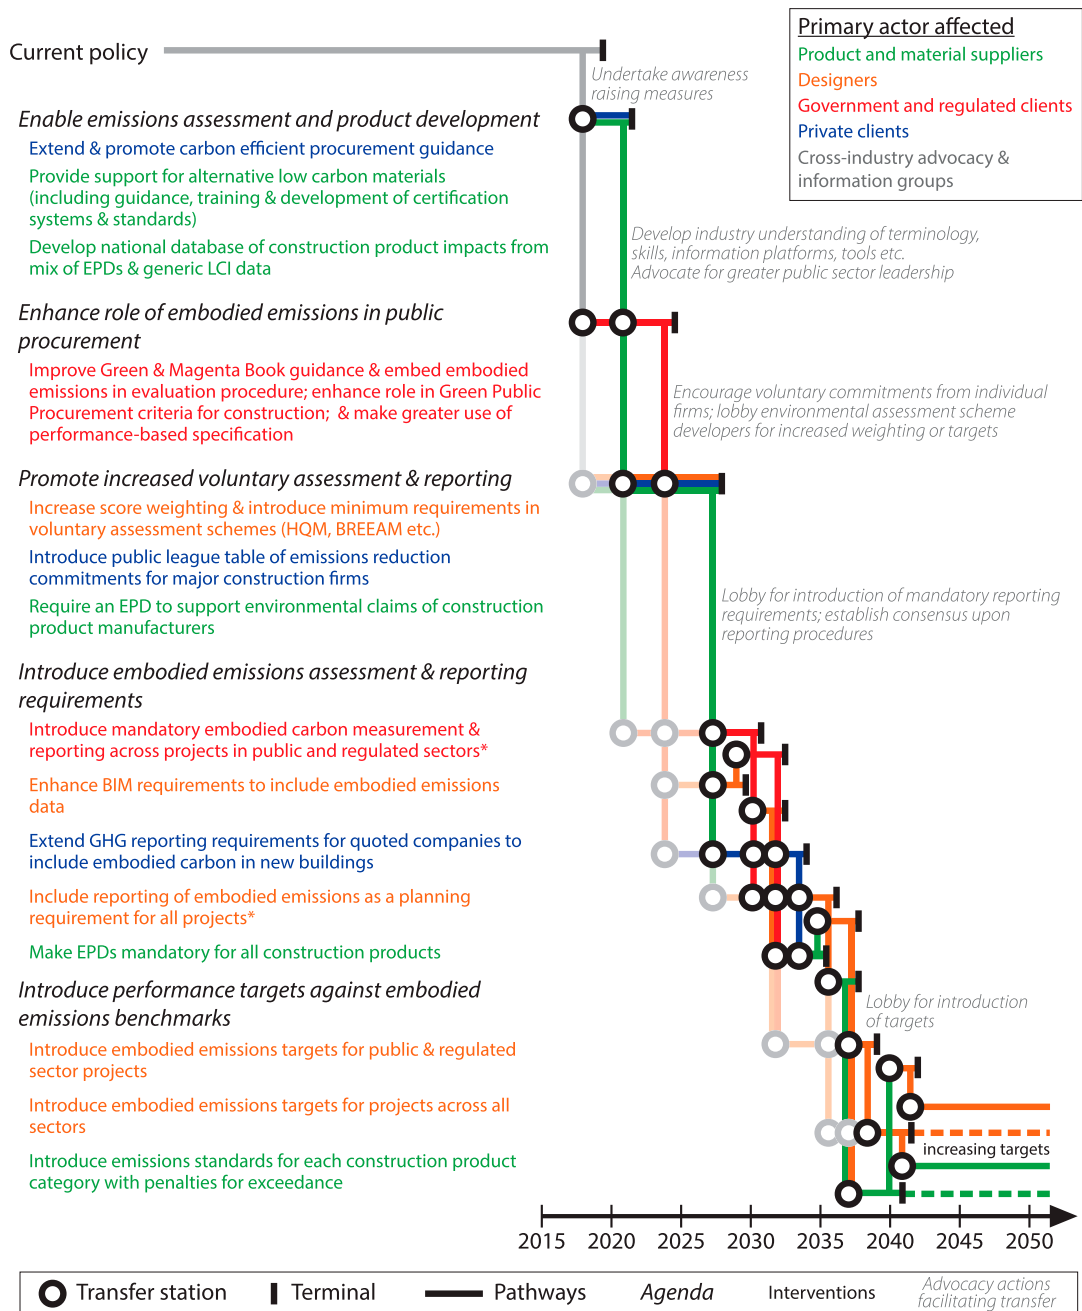 Current policy
Undertake awareness
raising measures
Primary actor affected
Product and material suppliers
Designers
Government and regulated clients
Private clients
Cross-industry advocacy &
information groups
Enable emissions assessment and product development
Extend & promote carbon efficient procurement guidance
Provide support for alternative low carbon materials
(including guidance, training & development of certification
systems & standards)
Develop national database of construction product impacts from
mix of EPDs & generic LCI data
Develop industry understanding of terminology,
skills, information platforms, tools etc.
Advocate for greater public sector leadership
Enhance role of embodied emissions in public
procurement
Improve Green & Magenta Book guidance & embed embodied
emissions in evaluation procedure; enhance role in Green Public
Procurement criteria for construction;  & make greater use of
performance-based specification
Encourage voluntary commitments from individual
firms; lobby environmental assessment scheme
developers for increased weighting or targets
Promote increased voluntary assessment & reporting
Increase score weighting & introduce minimum requirements in
voluntary assessment schemes (HQM, BREEAM etc.)
Introduce public league table of emissions reduction
commitments for major construction firms
Require an EPD to support environmental claims of construction
product manufacturers
Lobby for introduction of mandatory reporting
requirements; establish consensus upon
reporting procedures
Introduce embodied emissions assessment & reporting
requirements
Introduce mandatory embodied carbon measurement &
reporting across projects in public and regulated sectors*
Enhance BIM requirements to include embodied emissions
data
Extend GHG reporting requirements for quoted companies to
include embodied carbon in new buildings
Include reporting of embodied emissions as a planning
requirement for all projects*
Make EPDs mandatory for all construction products
Introduce performance targets against embodied
emissions benchmarks
Lobby for introduction
of targets
Introduce embodied emissions targets for public & regulated
sector projects
Introduce embodied emissions targets for projects across all
sectors
increasing targets
Introduce emissions standards for each construction product
category with penalties for exceedance
2015 2020 2025 2030 2035 2040 2045 2050
Transfer station Terminal Pathways Agenda Interventions Advocacy actions
facilitating transfer